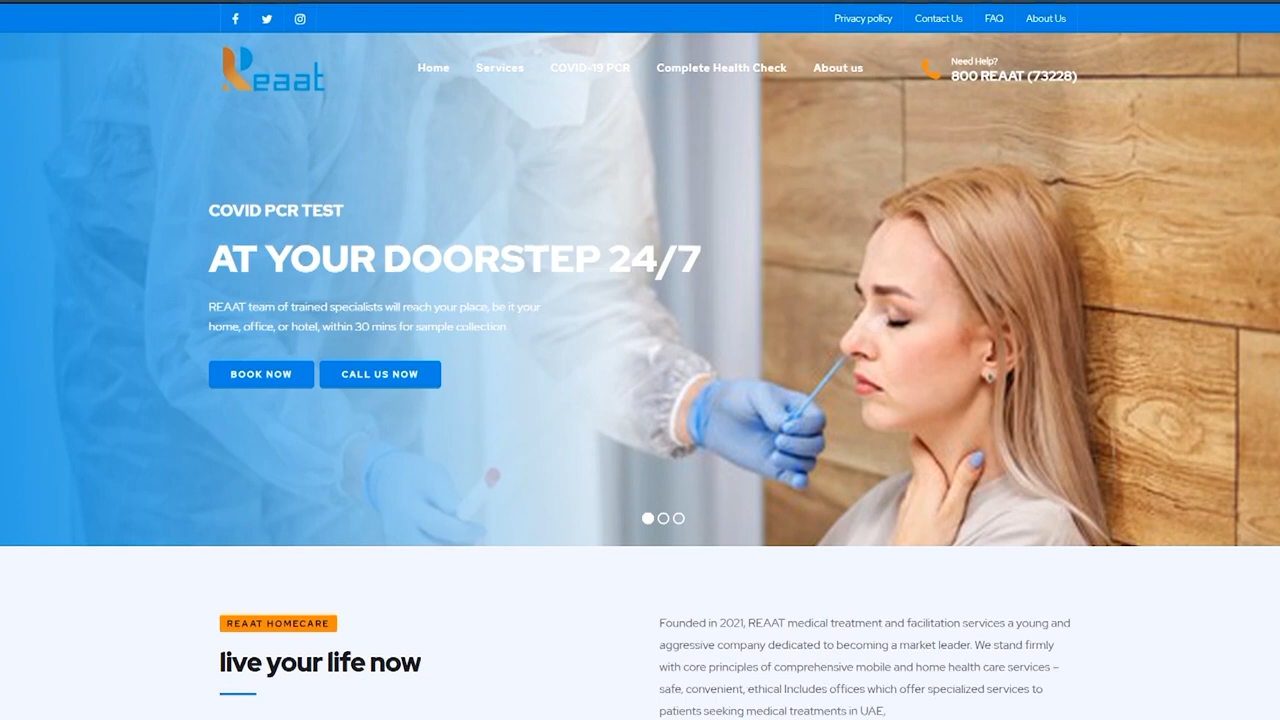 Privacy policy
Contact Us
FAQ
About Us
Reaat
Home
Services
COVID-19 PCR
Complete Health Check
About us
Need Help?
800 REAAT (73228)
COVID PCR TEST
AT YOUR DOORSTEP 24/7
REAAT team of trained specialists will reach your place, be it your
home, office, or hotel, within 30 mins for sample collection.
BOOK NOW
CALL US NOW
REAAT HOMECARE
live your life now
Founded in 2021, REAAT medical treatment and facilitation services a young and
aggressive company dedicated to becoming a market leader. We stand firmly
with core principles of comprehensive mobile and home health care services –
safe, convenient, ethical Includes offices which offer specialized services to
patients seeking medical treatments in UAE,